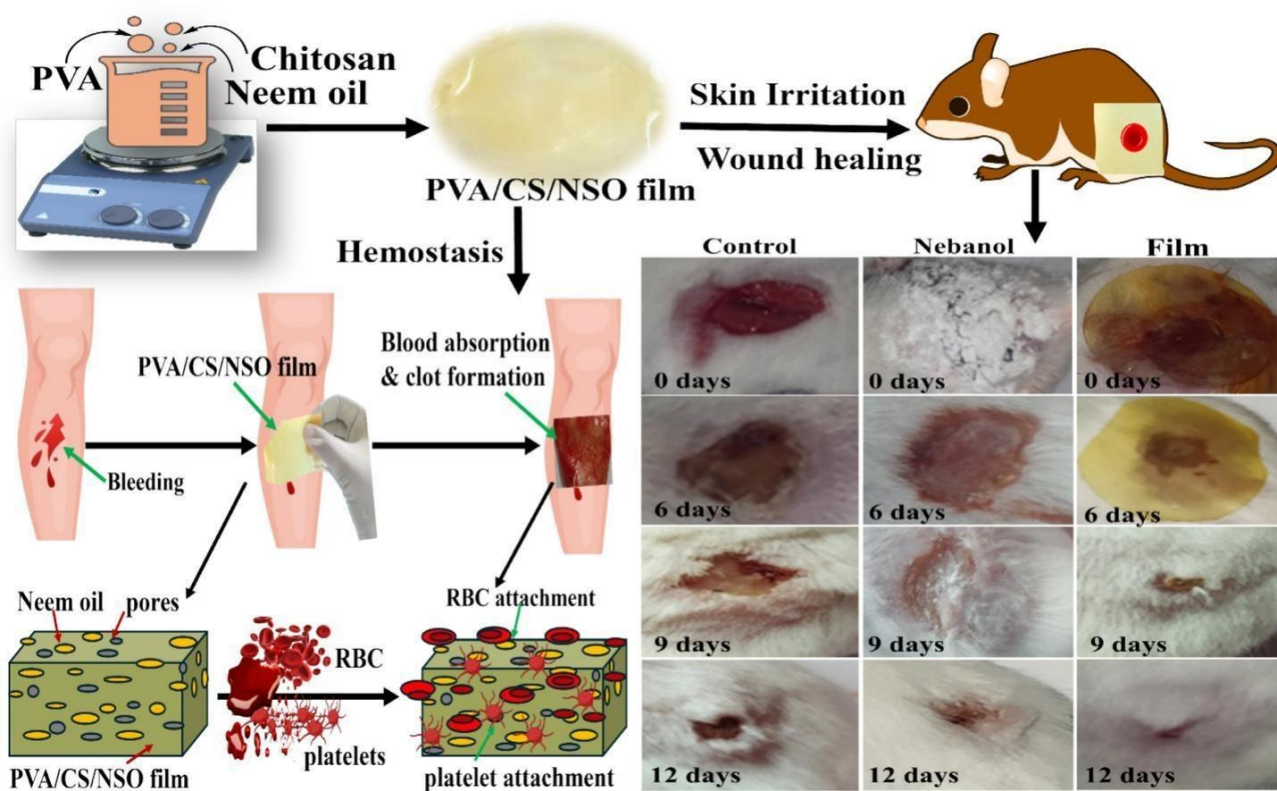 PVA
Chitosan
Neem oil
PVA/CS/NSO film
Skin Irritation
Wound healing
Hemostasis
Bleeding
PVA/CS/NSO film
Blood absorption
& clot formation
Neem oil
pores
PVA/CS/NSO film
RBC
platelets
RBC attachment
platelet attachment
Control
Nebanol
Film
0 days
0 days
0 days
6 days
6 days
6 days
9 days
9 days
9 days
12 days
12 days
12 days